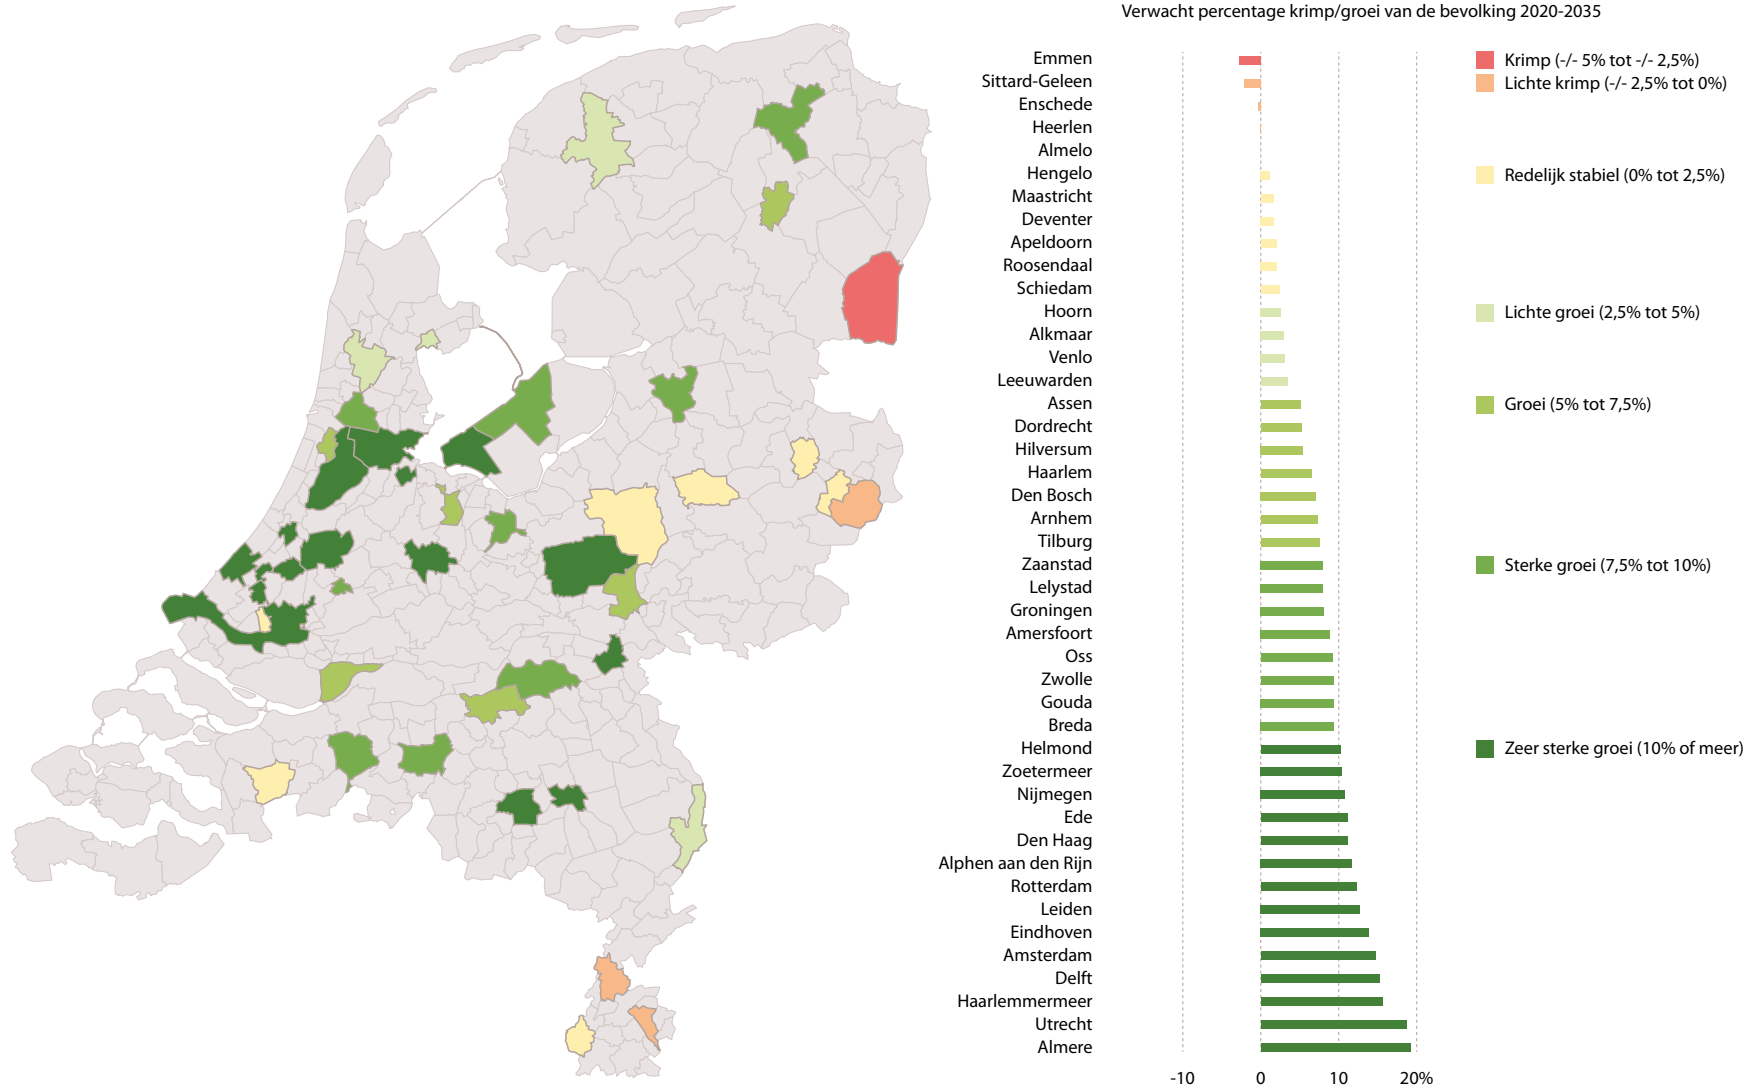 Verwacht percentage krimp/groei van de bevolking 2020-2035
Emmen
Sittard-Geleen
Enschede
Heerlen
Almelo
Hengelo
Maastricht
Deventer
Apeldoorn
Roosendaal
Schiedam
Hoorn
Alkmaar
Venlo
Leeuwarden
Assen
Dordrecht
Hilversum
Haarlem
Den Bosch
Arnhem
Tilburg
Zaanstad
Lelystad
Groningen
Amersfoort
Oss
Zwolle
Gouda
Breda
Helmond
Zoetermeer
Nijmegen
Ede
Den Haag
Alphen aan den Rijn
Rotterdam
Leiden
Eindhoven
Amsterdam
Delft
Haarlemmermeer
Utrecht
Almere
-10 0 10 20%
Krimp (-/- 5% tot -/- 2,5%)
Lichte krimp (-/- 2,5% tot 0%)
Redelijk stabiel (0% tot 2,5%)
Lichte groei (2,5% tot 5%)
Groei (5% tot 7,5%)
Sterke groei (7,5% tot 10%)
Zeer sterke groei (10% of meer)